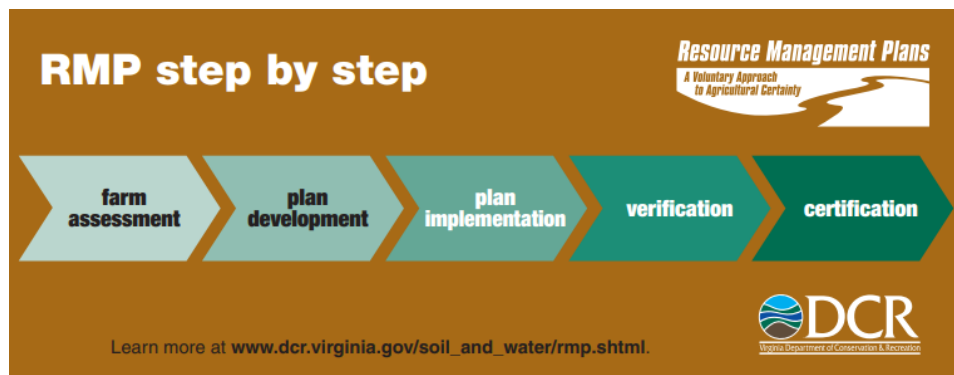 RMP step by step
Resource Management Plans
A Voluntary Approach
to Agricultural Certainty
farm
assessment
plan
development
plan
implementation
verification
certification
DCR
Virginia Department of Conservation & Recreation
Learn more at www.dcr.virginia.gov/soil_and_water/rmp.shtml.